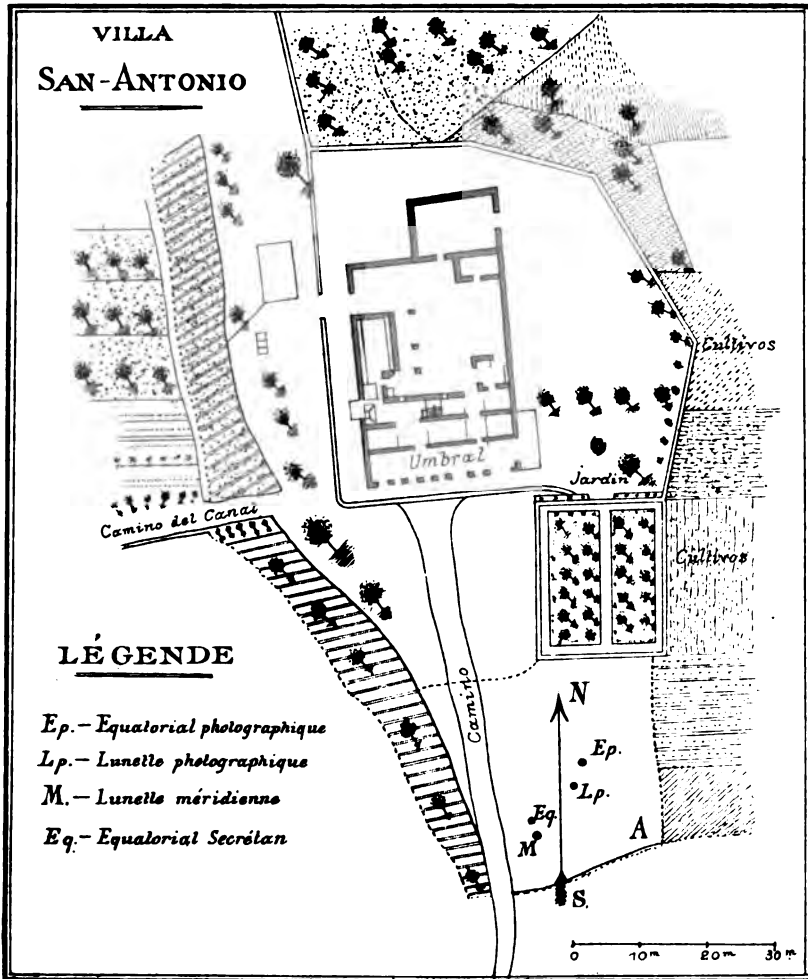 VILLA
SAN-ANTONIO
Cultivos
Umbral
Jardin
Camino del Canal
Cultivos
LÉGENDE
Ep.- Equatorial photographique
Lp.- Lunette photographique
M.- Lunette méridienne
Eq.- Equatorial Secrétan
Camino
N
Ep.
Lp.
Eq.
M
A
S.
0 10m 20m 30m